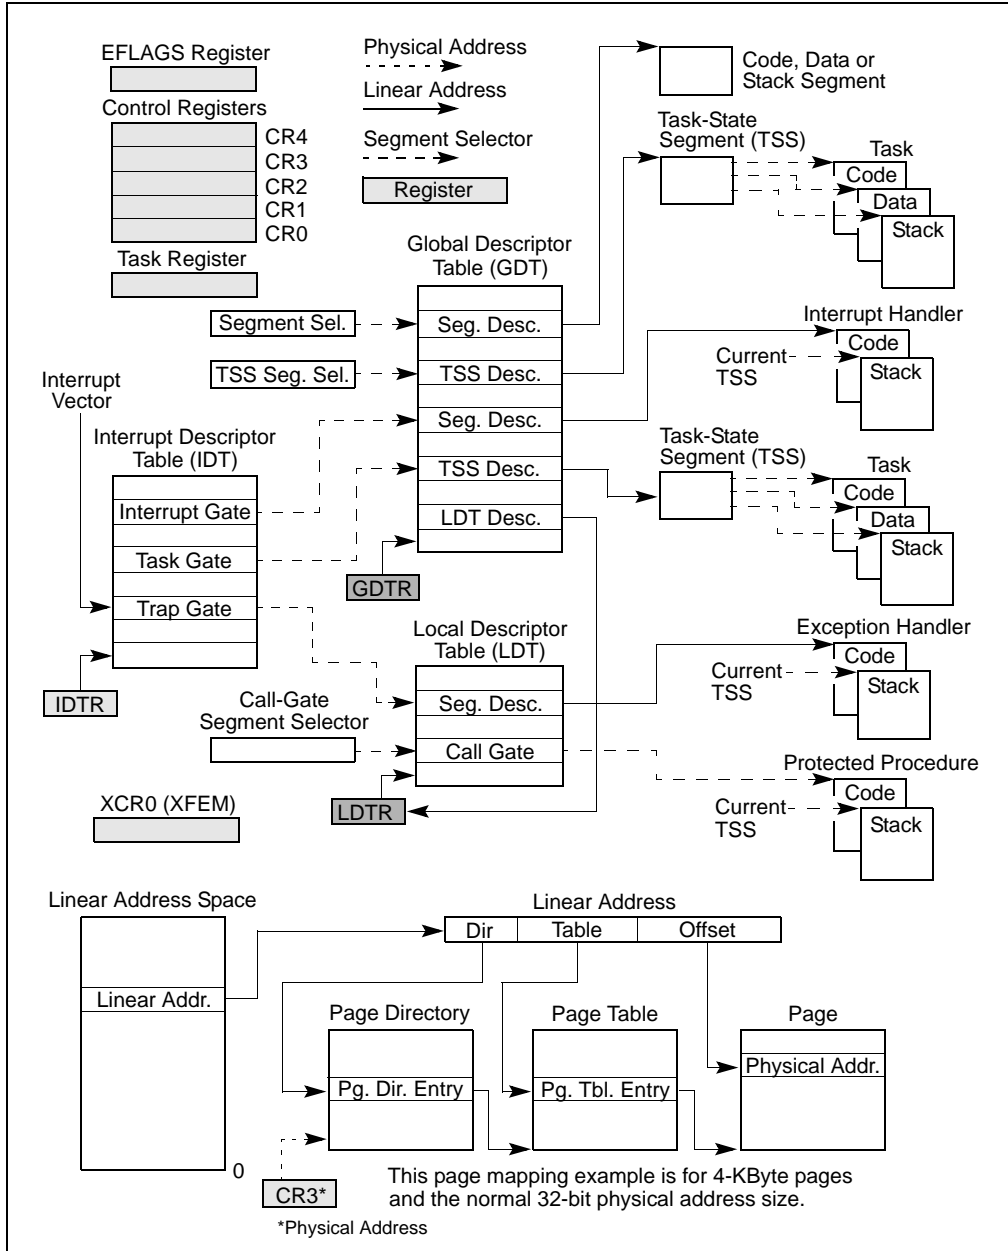 EFLAGS Register
Control Registers
CR4
CR3
CR2
CR1
CR0
Task Register
Physical Address
Linear Address
Segment Selector
Register
Code, Data or
Stack Segment
Task-State
Segment (TSS)
Task
Code
Data
Stack
Global Descriptor
Table (GDT)
Segment Sel.
Seg. Desc.
TSS Seg. Sel.
TSS Desc.
Seg. Desc.
TSS Desc.
LDT Desc.
GDTR
Interrupt Handler
Code
Current
TSS
Stack
Interrupt
Vector
Interrupt Descriptor
Table (IDT)
Interrupt Gate
Task Gate
Trap Gate
IDTR
Task-State
Segment (TSS)
Task
Code
Data
Stack
Local Descriptor
Table (LDT)
Seg. Desc.
Call Gate
Call-Gate
Segment Selector
LDTR
Exception Handler
Code
Current
TSS
Stack
Protected Procedure
Code
Current
TSS
Stack
XCR0 (XFEM)
Linear Address Space
Linear Addr.
0
Linear Address
Dir Table Offset
Page Directory
Pg. Dir. Entry
Page Table
Pg. Tbl. Entry
Page
Physical Addr.
CR3*
*Physical Address
This page mapping example is for 4-KByte pages
and the normal 32-bit physical address size.